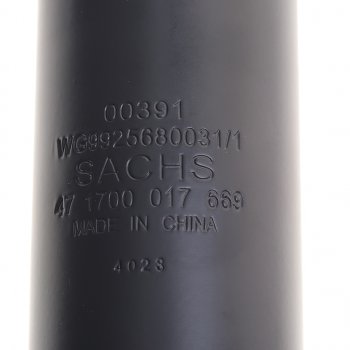 00391
WG9925680031/1
SACHS
47 1700 017 669
MADE IN CHINA
4023